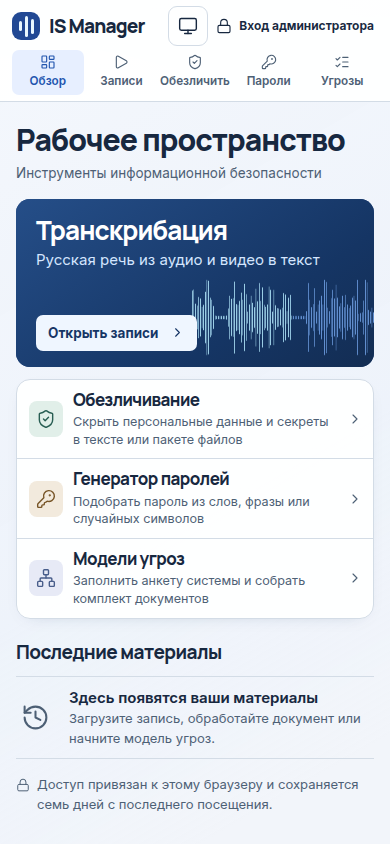 IS Manager
Вход администратора
Обзор
Записи
Обезличить
Пароли
Угрозы
Рабочее пространство
Инструменты информационной безопасности
Транскрибация
Русская речь из аудио и видео в текст
Открыть записи
Обезличивание
Скрыть персональные данные и секреты
в тексте или пакете файлов
Генератор паролей
Подобрать пароль из слов, фразы или
случайных символов
Модели угроз
Заполнить анкету системы и собрать
комплект документов
Последние материалы
Здесь появятся ваши материалы
Загрузите запись, обработайте документ или
начните модель угроз.
Доступ привязан к этому браузеру и сохраняется
семь дней с последнего посещения.